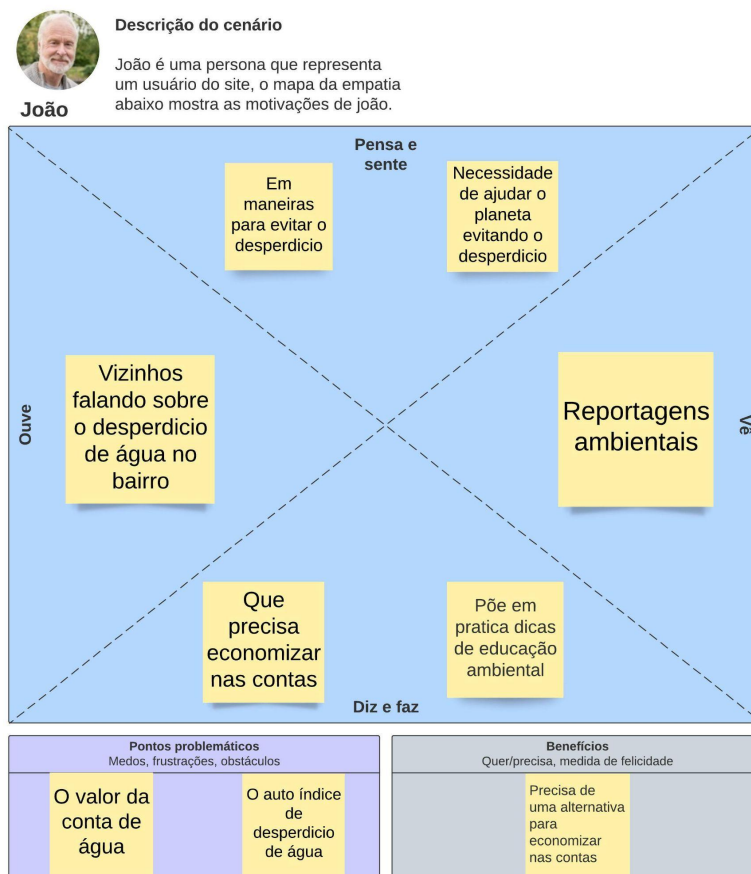 Descrição do cenário
João é uma persona que representa
um usuário do site, o mapa da empatia
abaixo mostra as motivações de joão.
João
Pensa e
sente
Em
maneiras
para evitar o
desperdicio
Necessidade
de ajudar o
planeta
evitando o
desperdicio
Ouve
Vizinhos
falando sobre
o desperdicio
de água no
bairro
Reportagens
ambientais
Vê
Que
precisa
economizar
nas contas
Põe em
pratica dicas
de educação
ambiental
Diz e faz
Pontos problemáticos
Medos, frustrações, obstáculos
O valor da
conta de
água
O auto índice
de
desperdicio
de água
Benefícios
Quer/precisa, medida de felicidade
Precisa de
uma alternativa
para
economizar
nas contas